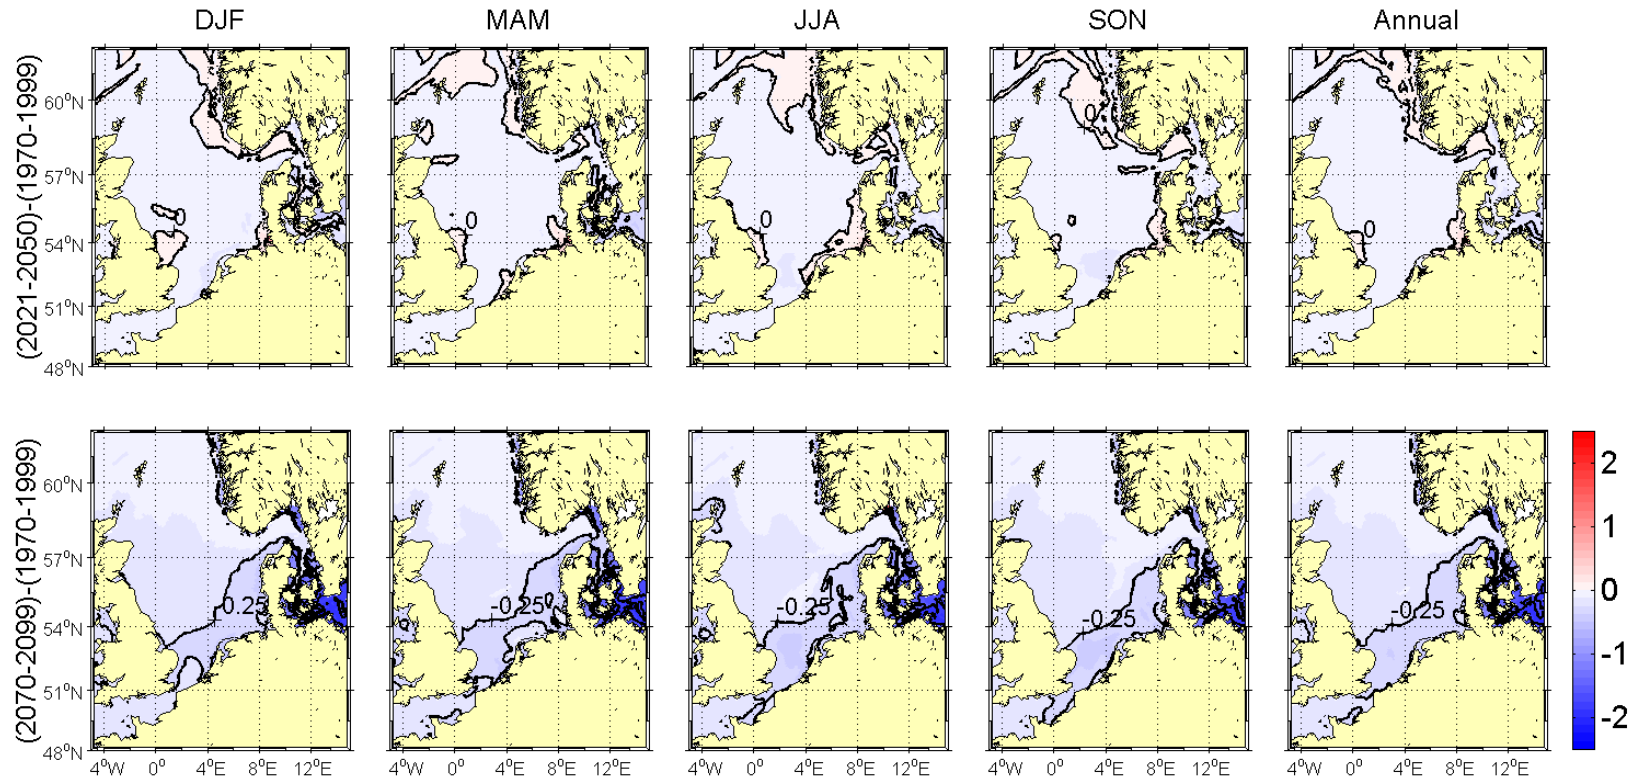 DJF MAM JJA SON Annual
(2021-2050)-(1970-1999)
60°N
57°N
54°N
51°N
48°N
0 0 0 0 0
(2070-2099)-(1970-1999)
60°N
57°N
54°N
51°N
48°N
-0.25 -0.25 -0.25 -0.25 -0.25
4°W 0° 4°E 8°E 12°E 4°W 0° 4°E 8°E 12°E 4°W 0° 4°E 8°E 12°E 4°W 0° 4°E 8°E 12°E 4°W 0° 4°E 8°E 12°E
2
1
0
-1
-2